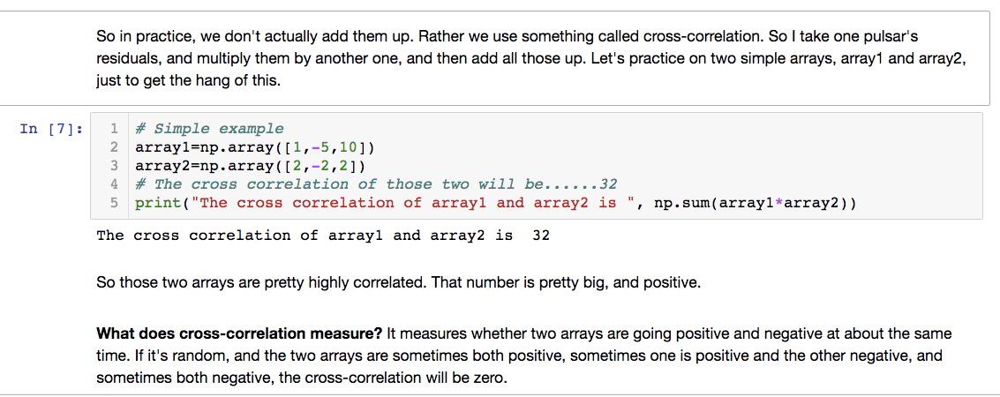 So in practice, we don't actually add them up. Rather we use something called cross-correlation. So I take one pulsar's
residuals, and multiply them by another one, and then add all those up. Let's practice on two simple arrays, array1 and array2,
just to get the hang of this.
In [7]:
1 # Simple example
2 array1=np.array([1,-5,10])
3 array2=np.array([2,-2,2])
4 # The cross correlation of those two will be......32
5 print("The cross correlation of array1 and array2 is ", np.sum(array1*array2))
The cross correlation of array1 and array2 is  32
So those two arrays are pretty highly correlated. That number is pretty big, and positive.
What does cross-correlation measure? It measures whether two arrays are going positive and negative at about the same
time. If it's random, and the two arrays are sometimes both positive, sometimes one is positive and the other negative, and
sometimes both negative, the cross-correlation will be zero.